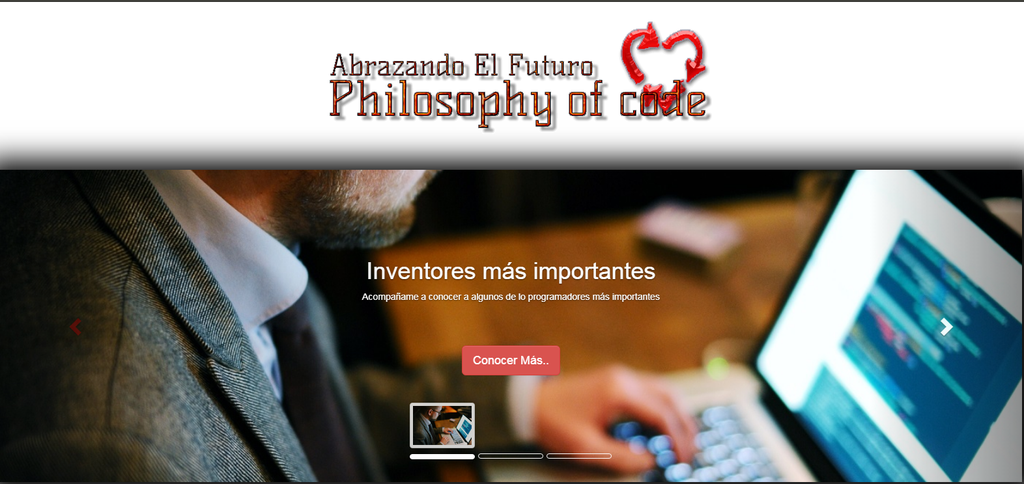 Abrazando El Futuro
Philosophy of code
Inventores más importantes
Acompañame a conocer a algunos de lo programadores más importantes
Conocer Más..